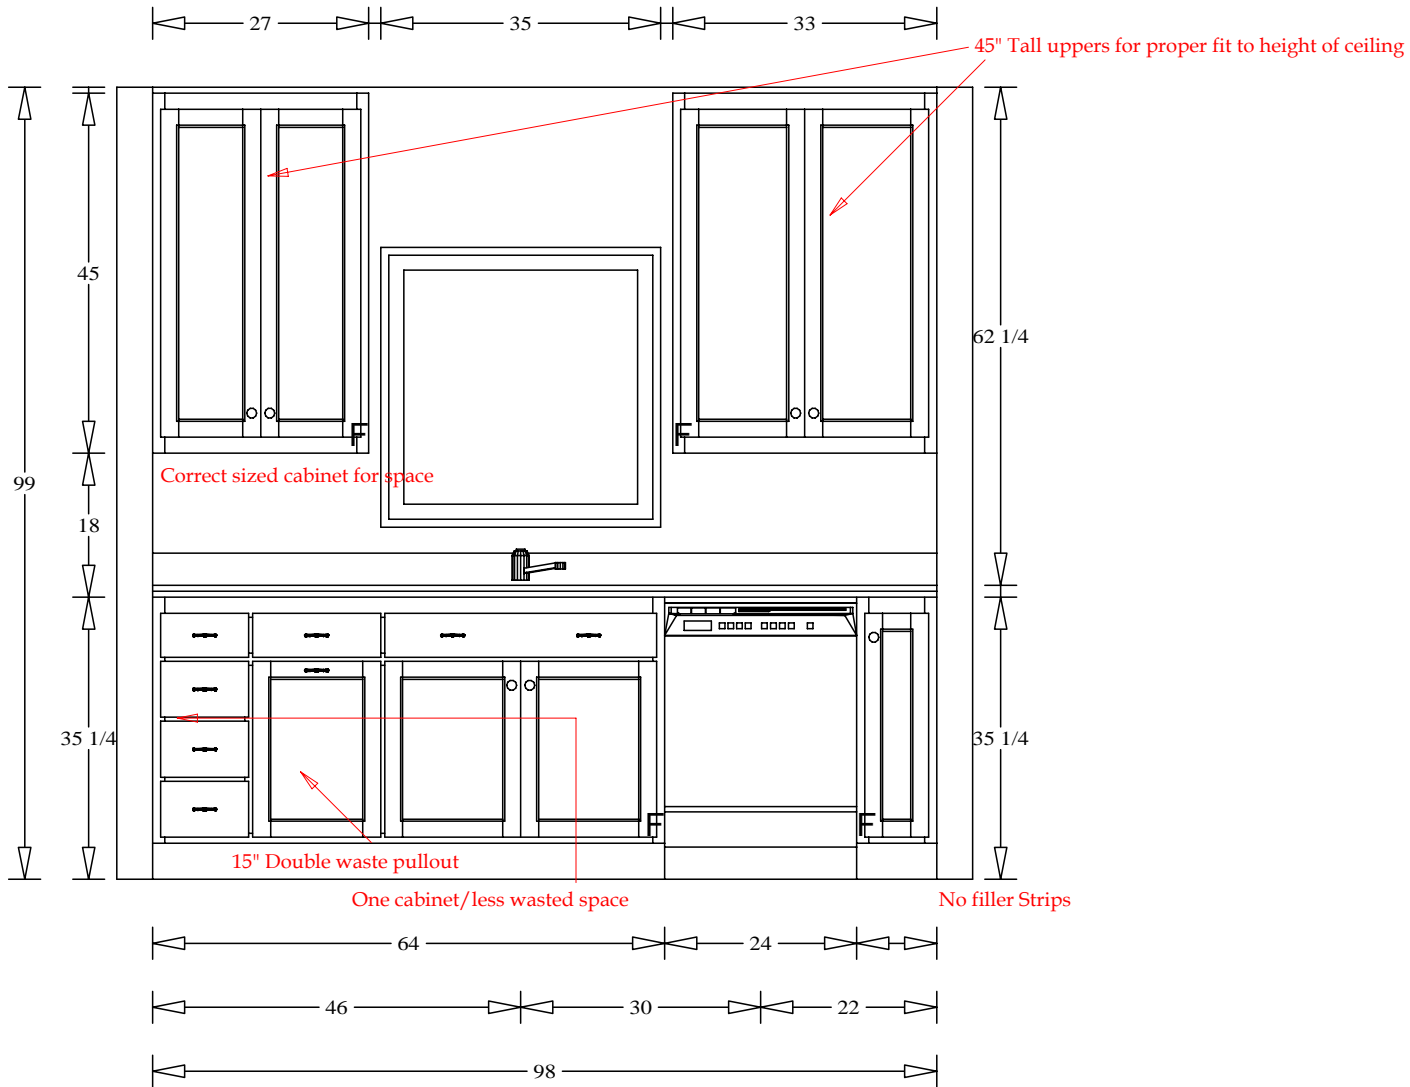 27
35
33
45" Tall uppers for proper fit to height of ceiling
45
62 1/4
F
F
Correct sized cabinet for space
99
18
35 1/4
35 1/4
F
F
15" Double waste pullout
One cabinet/less wasted space
No filler Strips
64
24
46
30
22
98